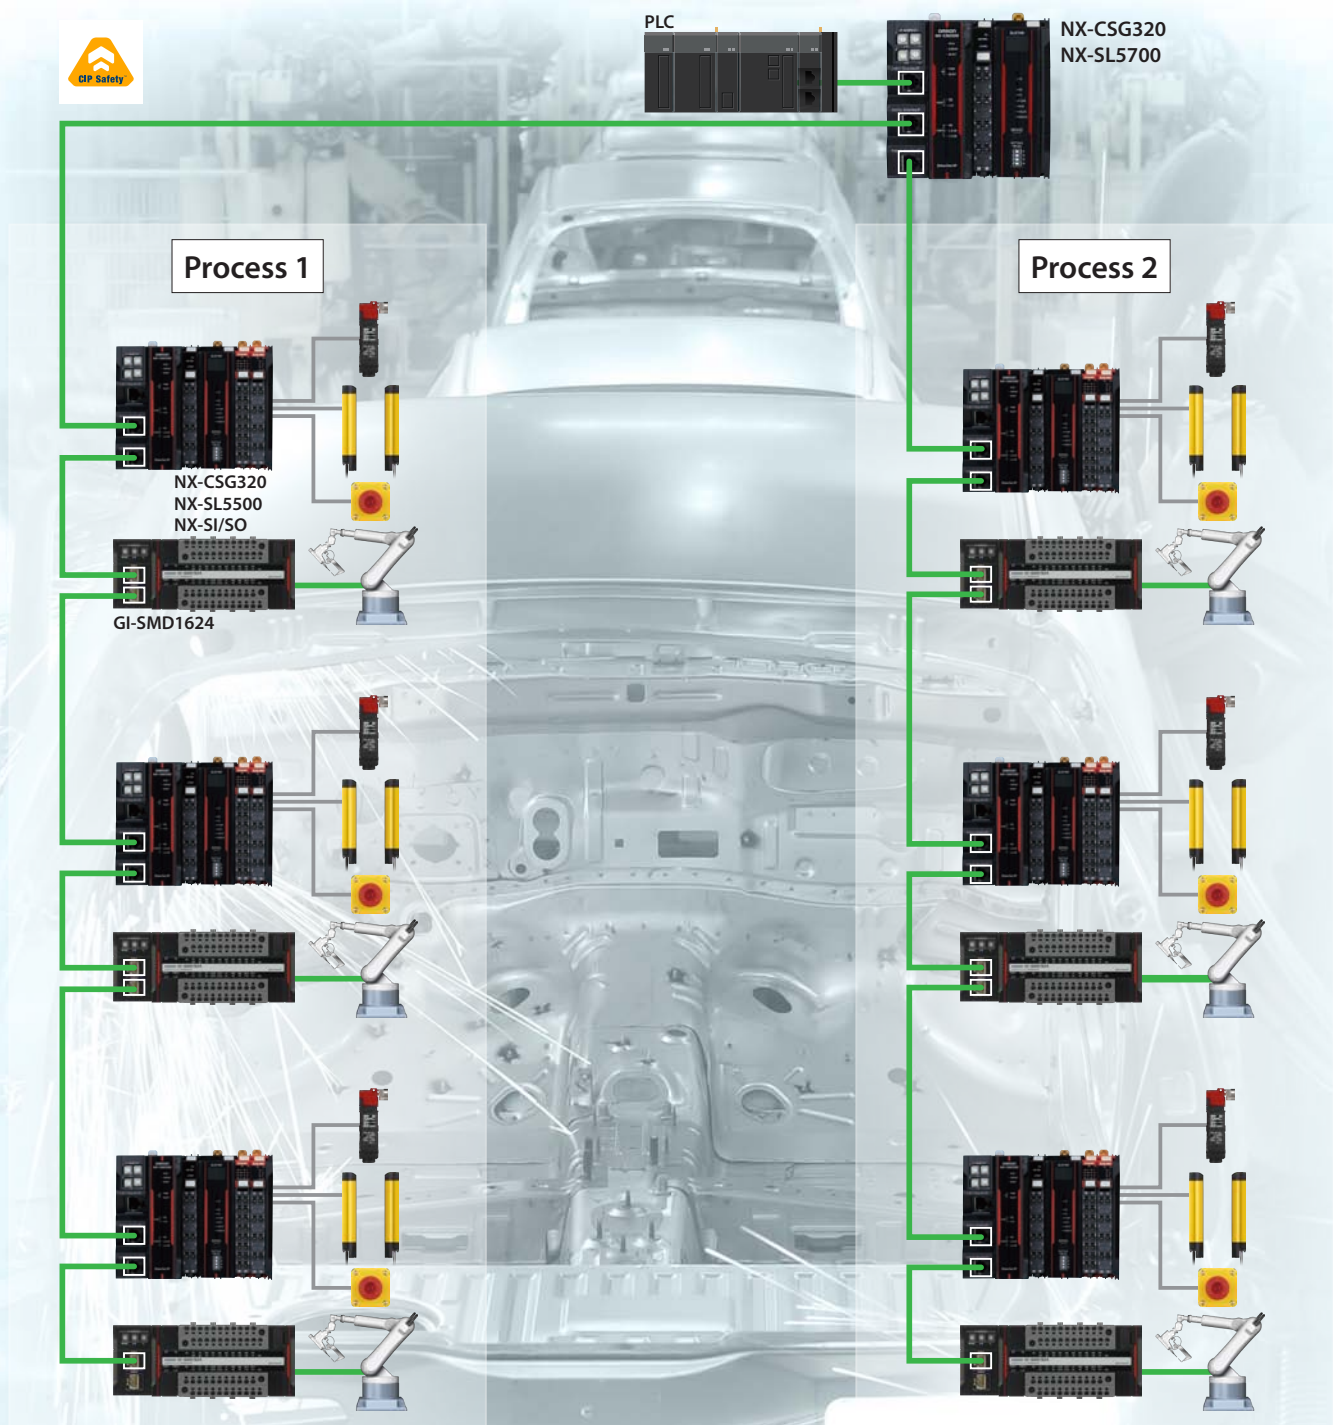 CIP Safety
PLC
NX-CSG320
NX-SL5700
Process 1
Process 2
NX-CSG320
NX-SL5500
NX-SI/SO
GI-SMD1624